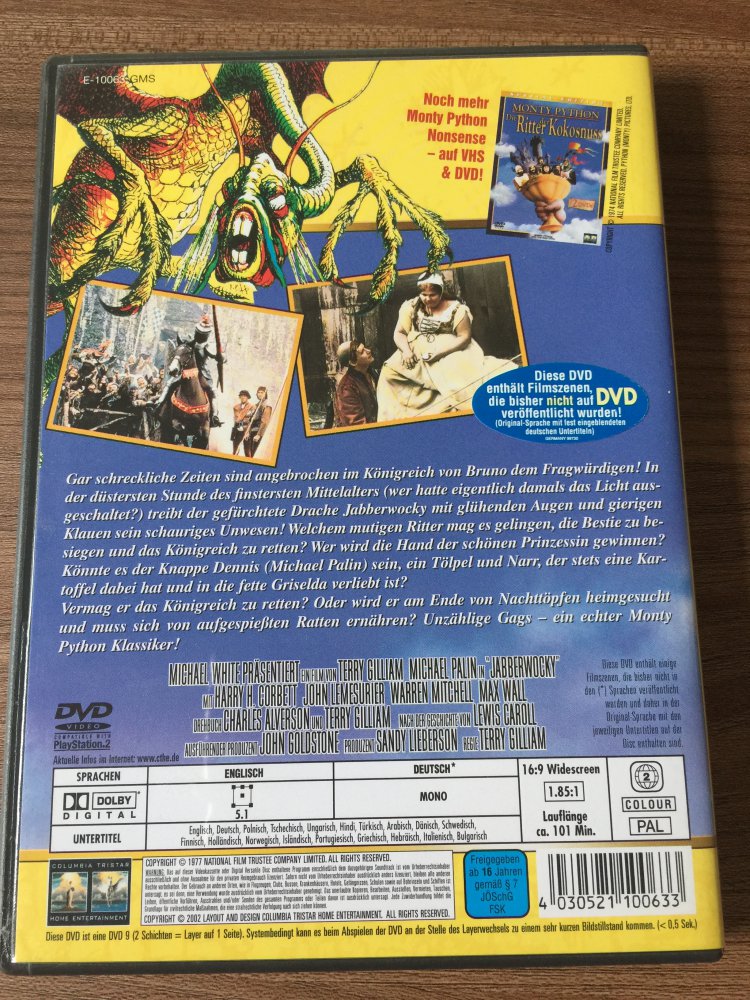 E-10063 GMS
Noch mehr
Monty Python
Nonsense
– auf VHS
& DVD!
MONTY PYTHON
Die Ritter der Kokosnuss
COPYRIGHT © 1974 NATIONAL FILM TRUSTEE COMPANY LIMITED.
ALL RIGHTS RESERVED. PYTHON (MONTY) PICTURES LTD.
Diese DVD
enthält Filmszenen,
die bisher nicht auf DVD
veröffentlicht wurden!
(Original-Sprache mit fest eingeblendeten
deutschen Untertiteln)
Gar schreckliche Zeiten sind angebrochen im Königreich von Bruno dem Fragwürdigen! In
der düstersten Stunde des finstersten Mittelalters (wer hatte eigentlich damals das Licht aus-
geschaltet?) treibt der gefürchtete Drache Jabberwocky mit glühenden Augen und gierigen
Klauen sein schauriges Unwesen! Welchem mutigen Ritter mag es gelingen, die Bestie zu be-
siegen und das Königreich zu retten? Wer wird die Hand der schönen Prinzessin gewinnen?
Könnte es der Knappe Dennis (Michael Palin) sein, ein Tölpel und Narr, der stets eine Kar-
toffel dabei hat und in die fette Griselda verliebt ist?
Vermag er das Königreich zu retten? Oder wird er am Ende von Nachttöpfen heimgesucht
und muss sich von aufgespießten Ratten ernähren? Unzählige Gags – ein echter Monty
Python Klassiker!
MICHAEL WHITE PRÄSENTIERT EIN FILM VON TERRY GILLIAM MICHAEL PALIN IN "JABBERWOCKY"
MIT HARRY H. CORBETT JOHN LEMESURIER WARREN MITCHELL MAX WALL
DREHBUCH CHARLES ALVERSON UND TERRY GILLIAM NACH DER GESCHICHTE VON LEWIS CAROLL
AUSFÜHRENDER PRODUZENT JOHN GOLDSTONE PRODUZENT SANDY LIEBERSON REGIE TERRY GILLIAM
Diese DVD enthält einige
Filmszenen, die bisher nicht in
den (*) Sprachen veröffentlicht
wurden und daher in der
Original-Sprache mit den
jeweiligen Untertiteln auf der
Disc enthalten sind.
DVD
VIDEO
COMPATIBLE WITH
PlayStation.2
Aktuelle Infos im Internet: www.cthe.de
SPRACHEN ENGLISCH DEUTSCH*
DOLBY
DIGITAL
5.1
MONO
UNTERTITEL
Englisch, Deutsch, Polnisch, Tschechisch, Ungarisch, Hindi, Türkisch, Arabisch, Dänisch, Schwedisch,
Finnisch, Holländisch, Norwegisch, Isländisch, Portugiesisch, Griechisch, Hebräisch, Italienisch, Bulgarisch
16:9 Widescreen
1.85:1
Lauflänge
ca. 101 Min.
2
COLOUR
PAL
COLUMBIA TRISTAR
HOME ENTERTAINMENT
COPYRIGHT © 1977 NATIONAL FILM TRUSTEE COMPANY LIMITED. ALL RIGHTS RESERVED.
COPYRIGHT © 2002 LAYOUT AND DESIGN COLUMBIA TRISTAR HOME ENTERTAINMENT. ALL RIGHTS RESERVED.
Freigegeben
ab 16 Jahren
gemäß § 7
JÖSchG
FSK
4 030521 100633
Diese DVD ist eine DVD 9 (2 Schichten = Layer auf 1 Seite). Systembedingt kann es beim Abspielen der DVD an der Stelle des Layerwechsels zu einem sehr kurzen Bildstillstand kommen. (< 0,5 Sek.)